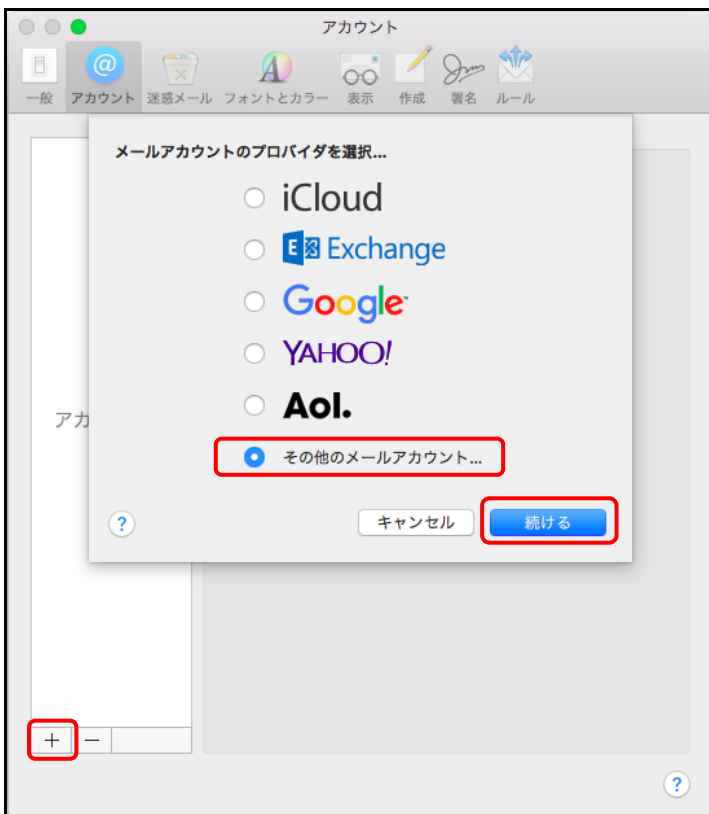 アカウント
@
一般 アカウント 迷惑メール フォントとカラー 表示 作成 署名 ルール
メールアカウントのプロバイダを選択...
iCloud
E Exchange
Google™
YAHOO!
Aol.
その他のメールアカウント...
アカ
? キャンセル 続ける
+ −
?